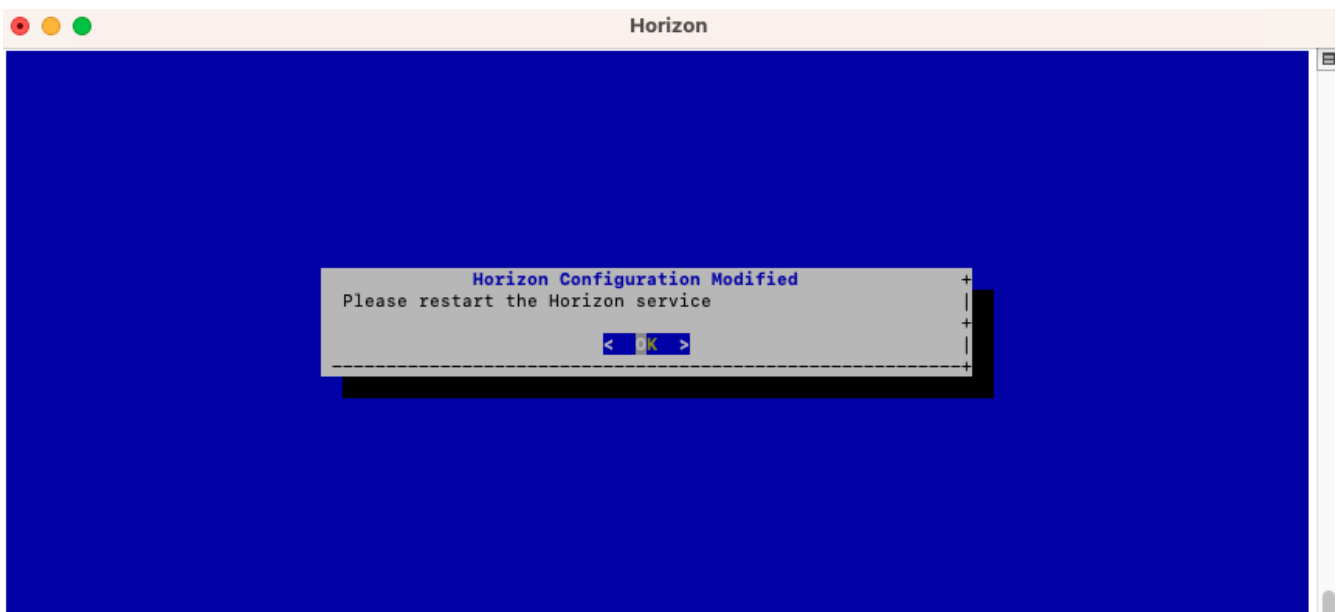 Horizon
Horizon Configuration Modified
Please restart the Horizon service
< OK >